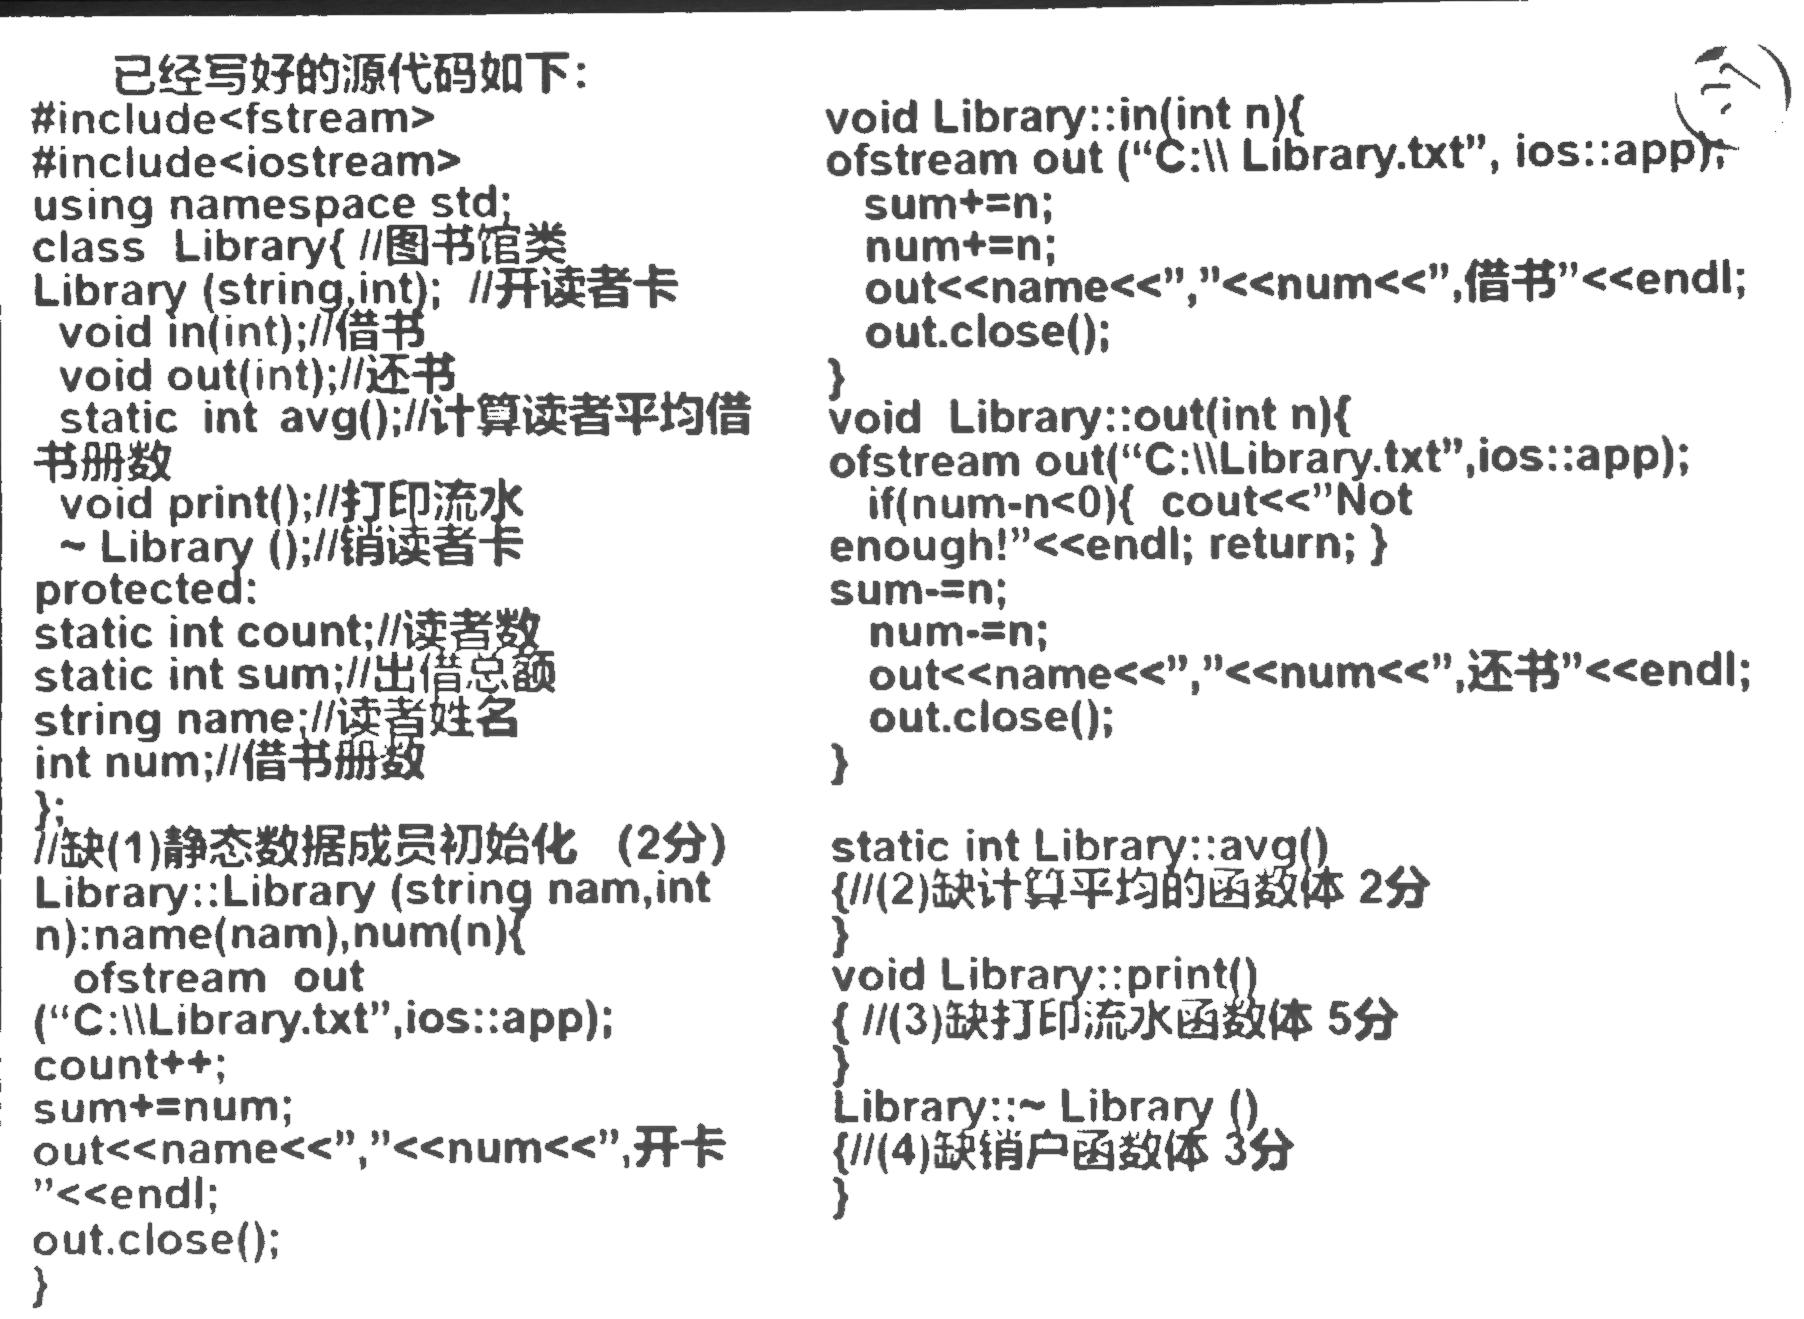 已经写好的源代码如下：
#include<fstream>
#include<iostream>
using namespace std;
class  Library{ //图书馆类
Library (string,int);  //开读者卡
void in(int);//借书
void out(int);//还书
static  int  avg();//计算读者平均借
书册数
void print();//打印流水
~ Library ();//销读者卡
protected:
static int count;//读者数
static int sum;//出借总额
string name;//读者姓名
int num;//借书册数
};
//缺(1)静态数据成员初始化   (2分)
Library::Library (string nam,int
n):name(nam),num(n){
ofstream  out
(“C:\\Library.txt”,ios::app);
count++;
sum+=num;
out<<name<<”,”<<num<<”,开卡
”<<endl;
out.close();
}
void Library::in(int n){
ofstream out (“C:\\ Library.txt”, ios::app);
sum+=n;
num+=n;
out<<name<<”,”<<num<<”,借书”<<endl;
out.close();
}
void  Library::out(int n){
ofstream out(“C:\\Library.txt”,ios::app);
if(num-n<0){  cout<<”Not
enough!”<<endl; return; }
sum-=n;
num-=n;
out<<name<<”,”<<num<<”,还书”<<endl;
out.close();
}
static int Library::avg()
{//(2)缺计算平均的函数体 2分
}
void Library::print()
{ //(3)缺打印流水函数体 5分
}
Library::~ Library ()
{//(4)缺销户函数体 3分
}